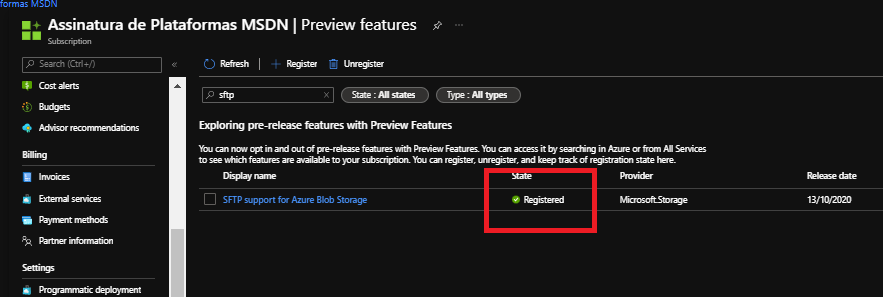 formas MSDN
Assinatura de Plataformas MSDN | Preview features
Subscription
Search (Ctrl+/)
Cost alerts
Budgets
Advisor recommendations
Billing
Invoices
External services
Payment methods
Partner information
Settings
Programmatic deployment
Refresh
Register
Unregister
sftp
State : All states
Type : All types
Exploring pre-release features with Preview Features
You can now opt in and out of pre-release features with Preview Features. You can access it by searching in Azure or from All Services
to see which features are available to your subscription. You can register, unregister, and keep track of registration state here.
Display name State Provider Release date
SFTP support for Azure Blob Storage Registered Microsoft.Storage 13/10/2020